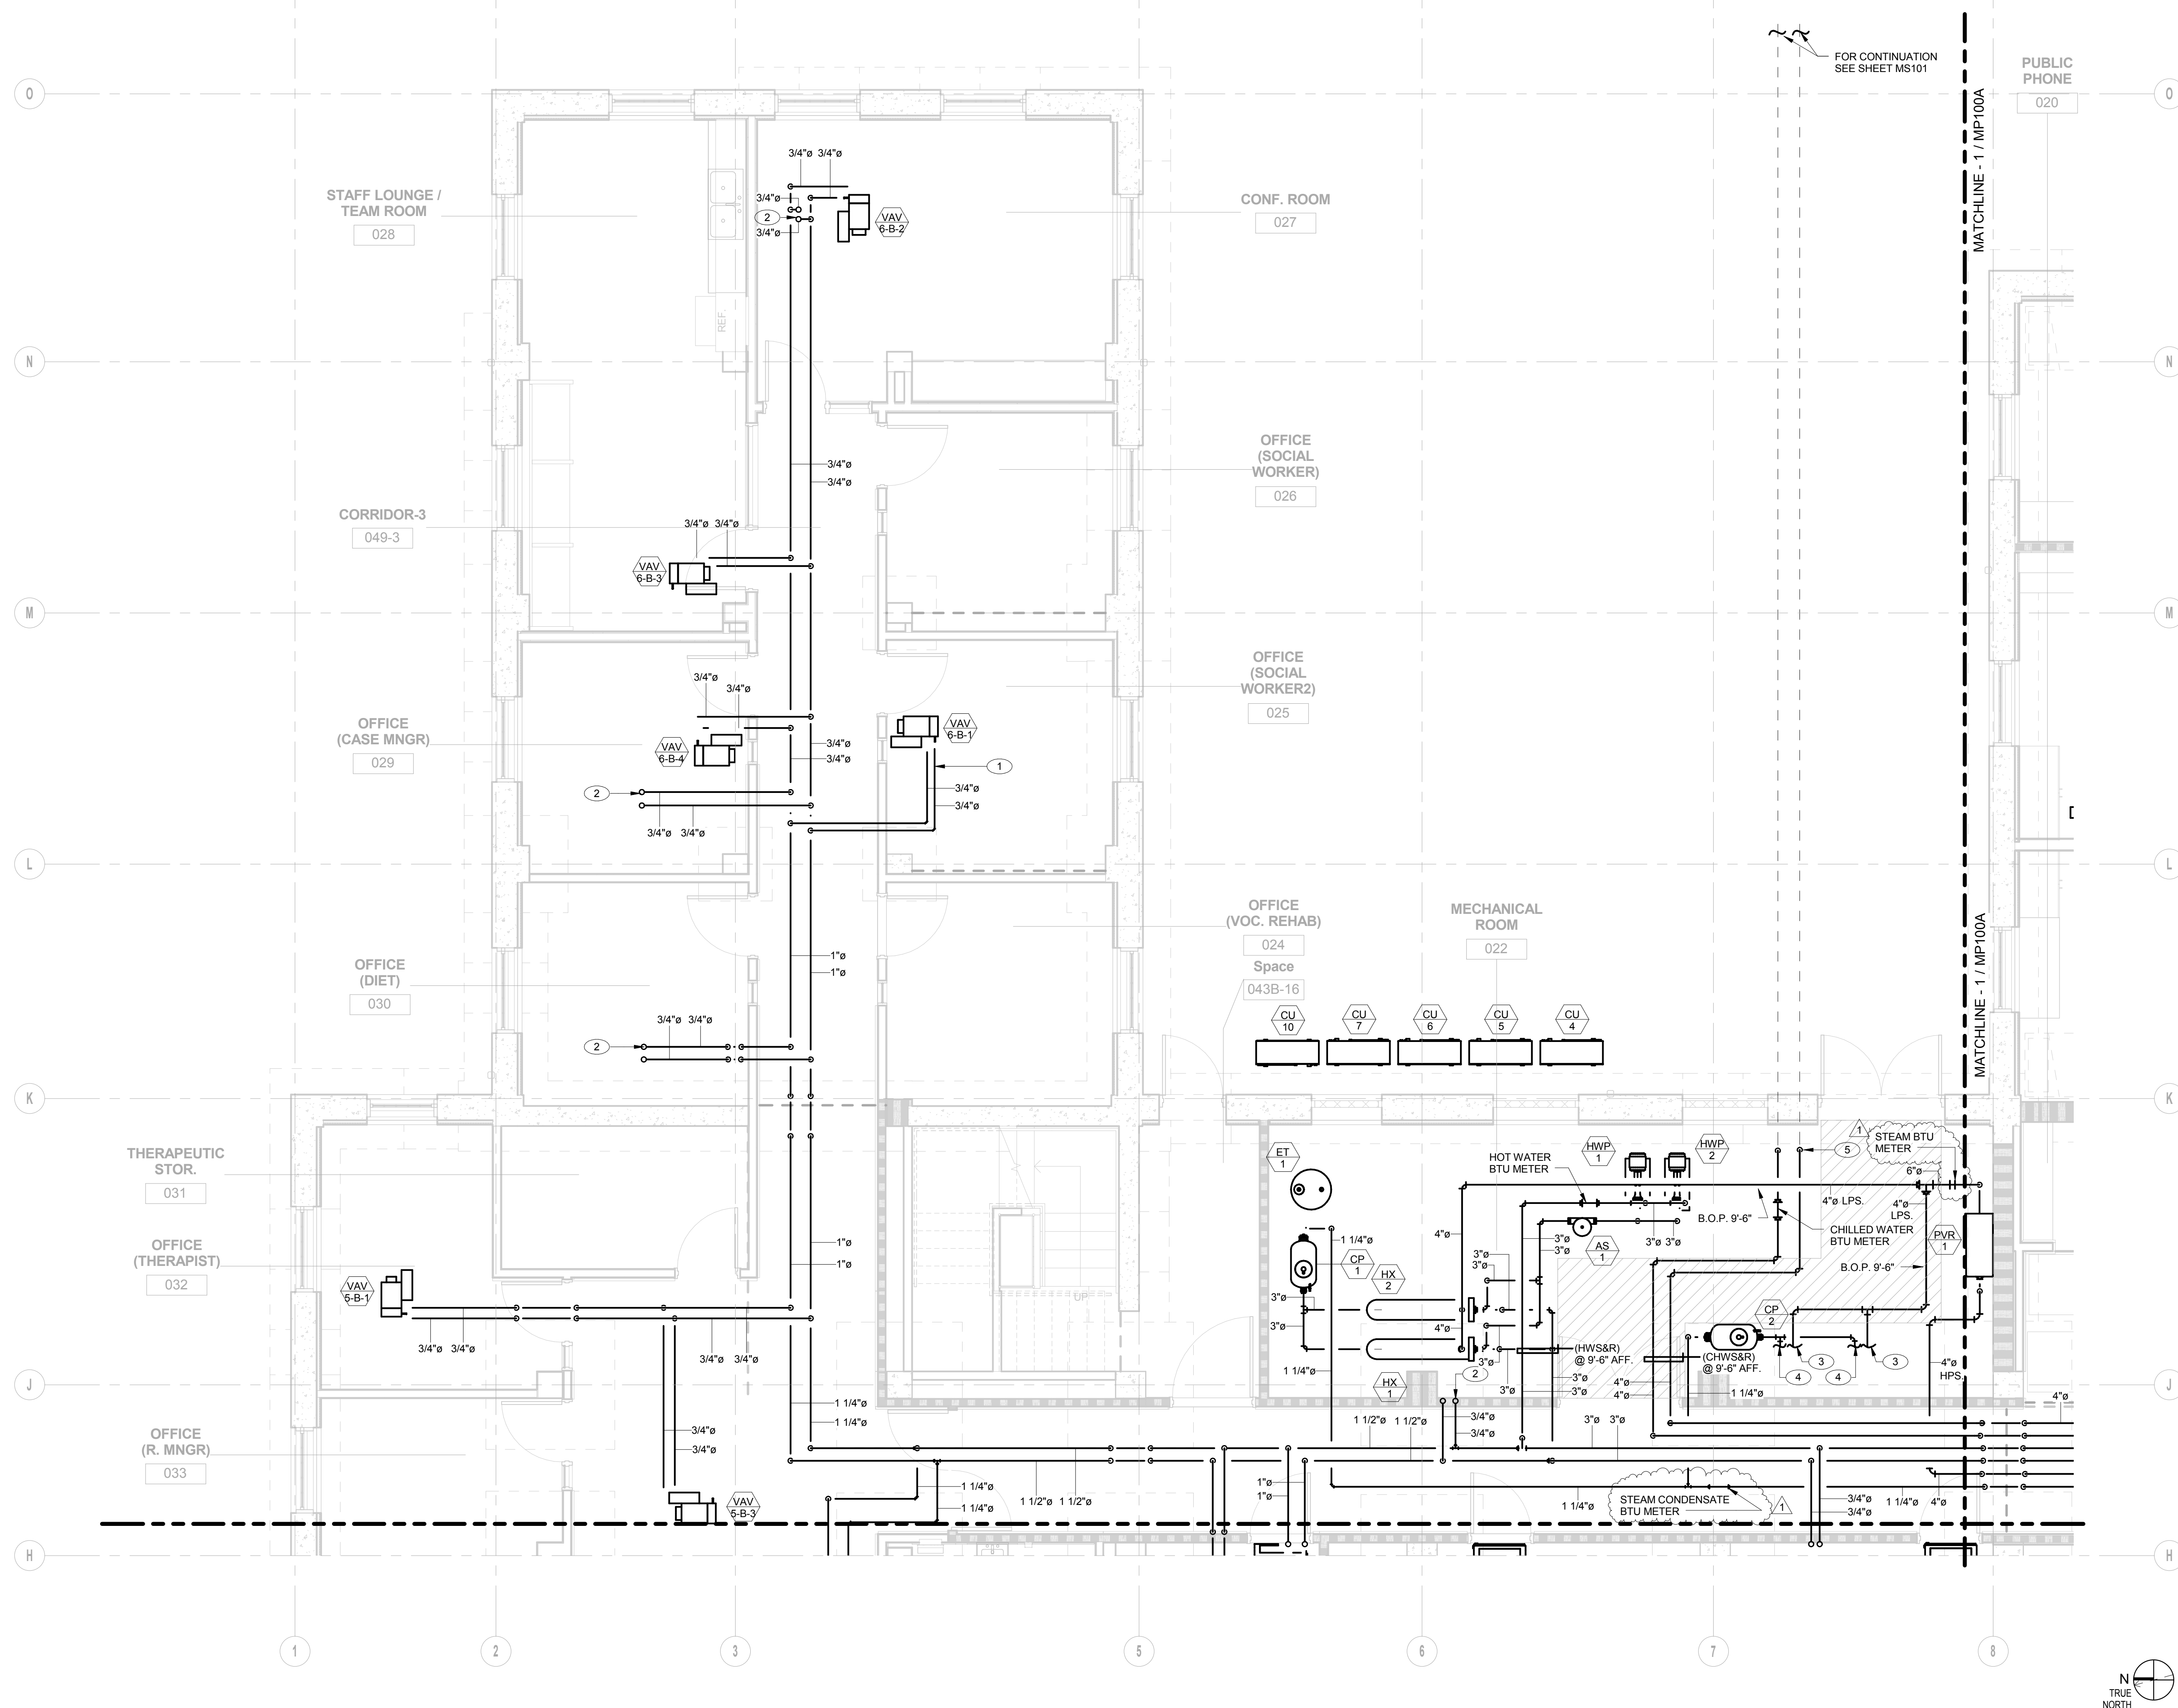 FOR CONTINUATION
SEE SHEET MS101
PUBLIC
PHONE
020
O
O
MATCHLINE - 1 / MP100A
3/4"ø 3/4"ø
STAFF LOUNGE /
TEAM ROOM
028
3/4"ø
2
3/4"ø
VAV
6-B-2
CONF. ROOM
027
REF.
N
N
3/4"ø
3/4"ø
OFFICE
(SOCIAL
WORKER)
026
CORRIDOR-3
049-3
3/4"ø 3/4"ø
VAV
6-B-3
M
M
OFFICE
(SOCIAL
WORKER2)
025
3/4"ø
3/4"ø
OFFICE
(CASE MNGR)
029
VAV
6-B-4
3/4"ø
3/4"ø
VAV
6-B-1
1
2
3/4"ø
3/4"ø
3/4"ø 3/4"ø
L
L
OFFICE
(VOC. REHAB)
024
Space
043B-16
MECHANICAL
ROOM
022
MATCHLINE - 1 / MP100A
OFFICE
(DIET)
030
1"ø
1"ø
3/4"ø 3/4"ø
2
CU
10
CU
7
CU
6
CU
5
CU
4
K
K
THERAPEUTIC
STOR.
031
ET
1
HOT WATER
BTU METER
HWP
1
HWP
2
1
STEAM BTU
METER
5
6"ø
4"ø LPS.
4"ø
LPS.
B.O.P. 9'-6"
CHILLED WATER
BTU METER
PVR
1
OFFICE
(THERAPIST)
032
1"ø
1"ø
1 1/4"ø
CP
1
HX
2
4"ø
3"ø
3"ø
3"ø
3"ø
AS
1
3"ø 3"ø
B.O.P. 9'-6"
UP
VAV
5-B-1
3"ø
3"ø
4"ø
CP
2
3/4"ø 3/4"ø
3/4"ø 3/4"ø
1 1/4"ø
HX
1
3"ø
2
3"ø
(HWS&R)
@ 9'-6" AFF.
3"ø
3"ø
(CHWS&R)
@ 9'-6" AFF.
4"ø
4"ø
1 1/4"ø
3
3
4
4
4"ø
HPS.
J
J
4"ø
1 1/4"ø
1 1/4"ø
1 1/2"ø 1 1/2"ø
3/4"ø
3/4"ø
3"ø 3"ø
OFFICE
(R. MNGR)
033
3/4"ø
3/4"ø
VAV
5-B-3
1 1/4"ø
1 1/4"ø
1 1/2"ø 1 1/2"ø
1"ø
1"ø
1 1/4"ø
STEAM CONDENSATE
BTU METER
1
3/4"ø
3/4"ø
1 1/4"ø
4"ø
H
H
1
2
3
5
6
7
8
N
TRUE
NORTH